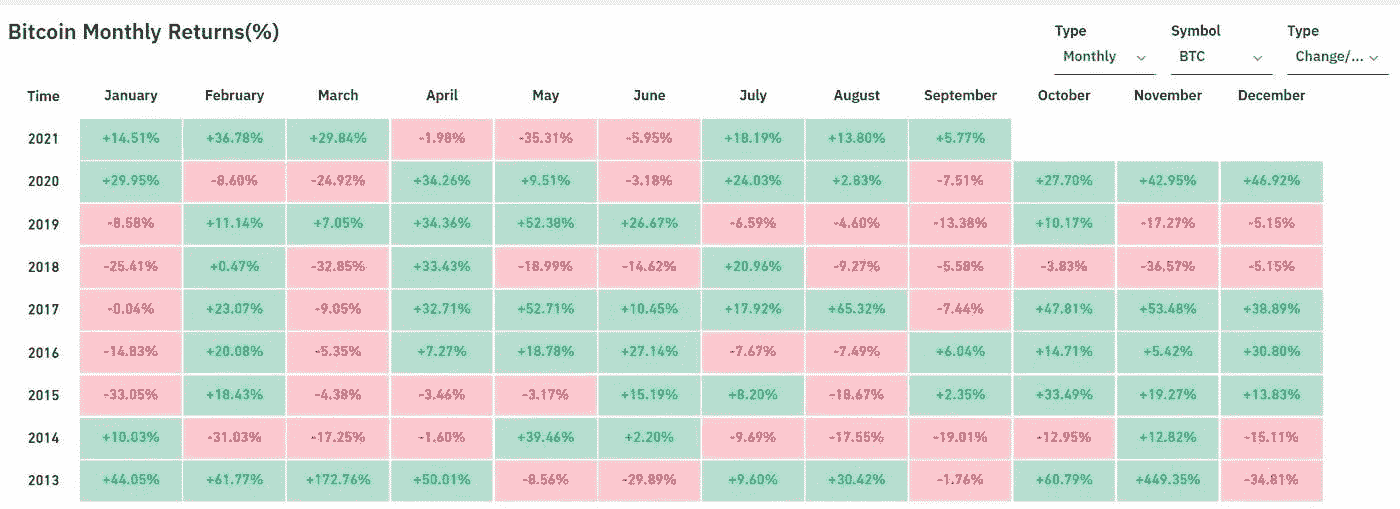 Bitcoin Monthly Returns(%)
Type Symbol Type
Monthly BTC Change/...
Time January February March April May June July August September October November December
2021 +14.51% +36.78% +29.84% -1.98% -35.31% -5.95% +18.19% +13.80% +5.77%
2020 +29.95% -8.60% -24.92% +34.26% +9.51% -3.18% +24.03% +2.83% -7.51% +27.70% +42.95% +46.92%
2019 -8.58% +11.14% +7.05% +34.36% +52.38% +26.67% -6.59% -4.60% -13.38% +10.17% -17.27% -5.15%
2018 -25.41% +0.47% -32.85% +33.43% -18.99% -14.62% +20.96% -9.27% -5.58% -3.83% -36.57% -5.15%
2017 -0.04% +23.07% -9.05% +32.71% +52.71% +10.45% +17.92% +65.32% -7.44% +47.81% +53.48% +38.89%
2016 -14.83% +20.08% -5.35% +7.27% +18.78% +27.14% -7.67% -7.49% +6.04% +14.71% +5.42% +30.80%
2015 -33.05% +18.43% -4.38% -3.46% -3.17% +15.19% +8.20% -18.67% +2.35% +33.49% +19.27% +13.83%
2014 +10.03% -31.03% -17.25% -1.60% +39.46% +2.20% -9.69% -17.55% -19.01% -12.95% +12.82% -15.11%
2013 +44.05% +61.77% +172.76% +50.01% -8.56% -29.89% +9.60% +30.42% -1.76% +60.79% +449.35% -34.81%